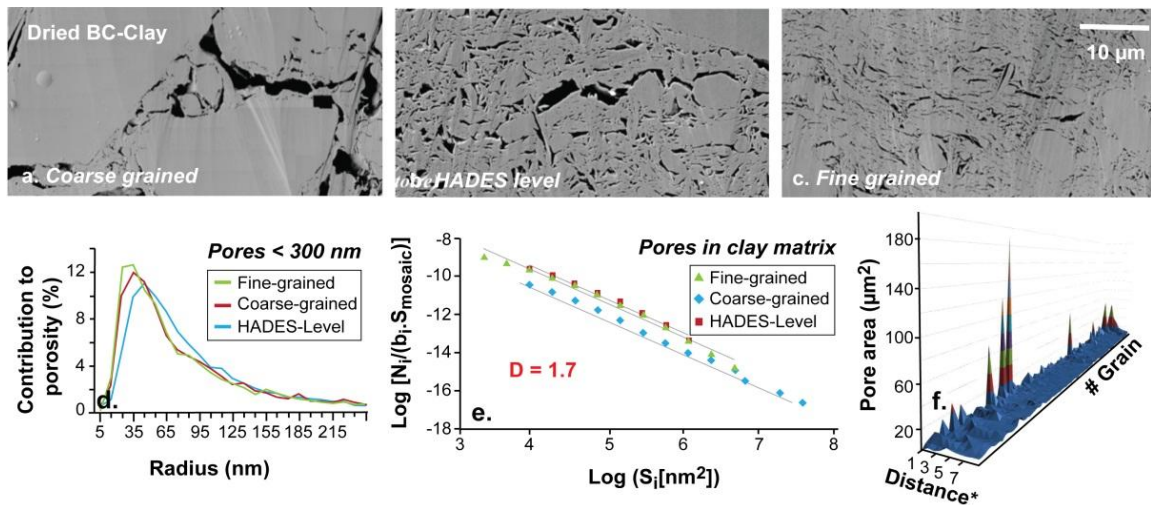 Dried BC-Clay
a. Coarse grained
b. HADES level
10 µm
c. Fine grained
Pores < 300 nm
Fine-grained
Coarse-grained
HADES-Level
Contribution to
porosity (%)
12
8
4
0
d.
5 35 65 95 125 155 185 215
Radius (nm)
Pores in clay matrix
Fine-grained
Coarse-grained
HADES-Level
Log [Nᵢ/(bᵢ.Sₘₒₛₐᵢc)]
-8
-10
-12
-14
-16
-18
D = 1.7
e.
3 4 5 6 7 8
Log (Sᵢ[nm²])
Pore area (µm²)
180
140
100
60
20
f.
# Grain
1 3 5 7
Distance*